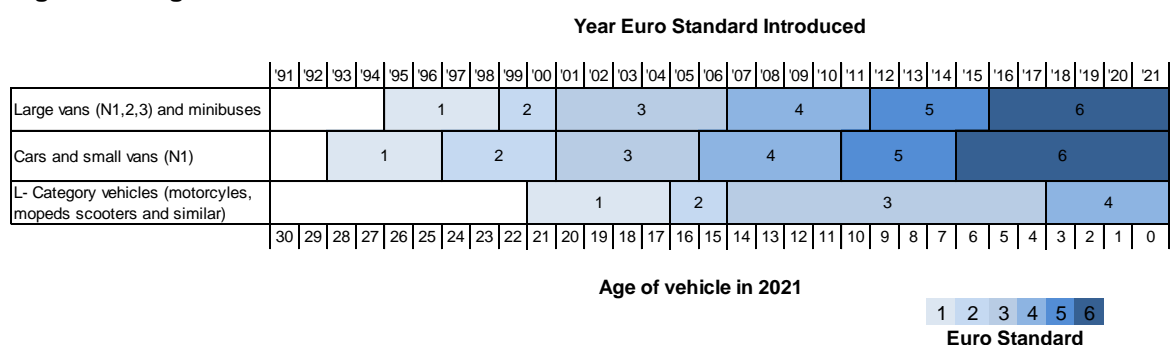 Year Euro Standard Introduced
'91 '92 '93 '94 '95 '96 '97 '98 '99 '00 '01 '02 '03 '04 '05 '06 '07 '08 '09 '10 '11 '12 '13 '14 '15 '16 '17 '18 '19 '20 '21
Large vans (N1,2,3) and minibuses 1 2 3 4 5 6
Cars and small vans (N1) 1 2 3 4 5 6
L- Category vehicles (motorcyles,
mopeds scooters and similar) 1 2 3 4
30 29 28 27 26 25 24 23 22 21 20 19 18 17 16 15 14 13 12 11 10 9 8 7 6 5 4 3 2 1 0
Age of vehicle in 2021
1 2 3 4 5 6
Euro Standard